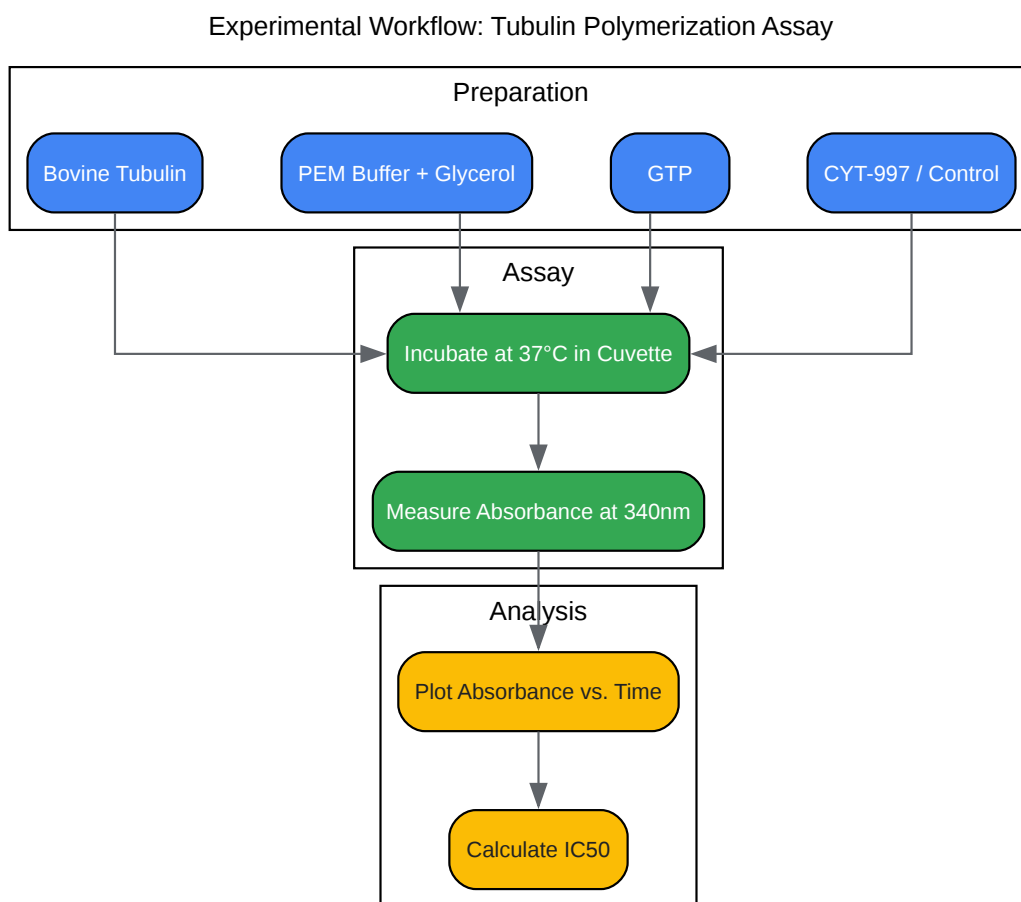 Experimental Workflow: Tubulin Polymerization Assay
Preparation
Bovine Tubulin
PEM Buffer + Glycerol
GTP
CYT-997 / Control
Assay
Incubate at 37°C in Cuvette
Measure Absorbance at 340nm
Analysis
Plot Absorbance vs. Time
Calculate IC50